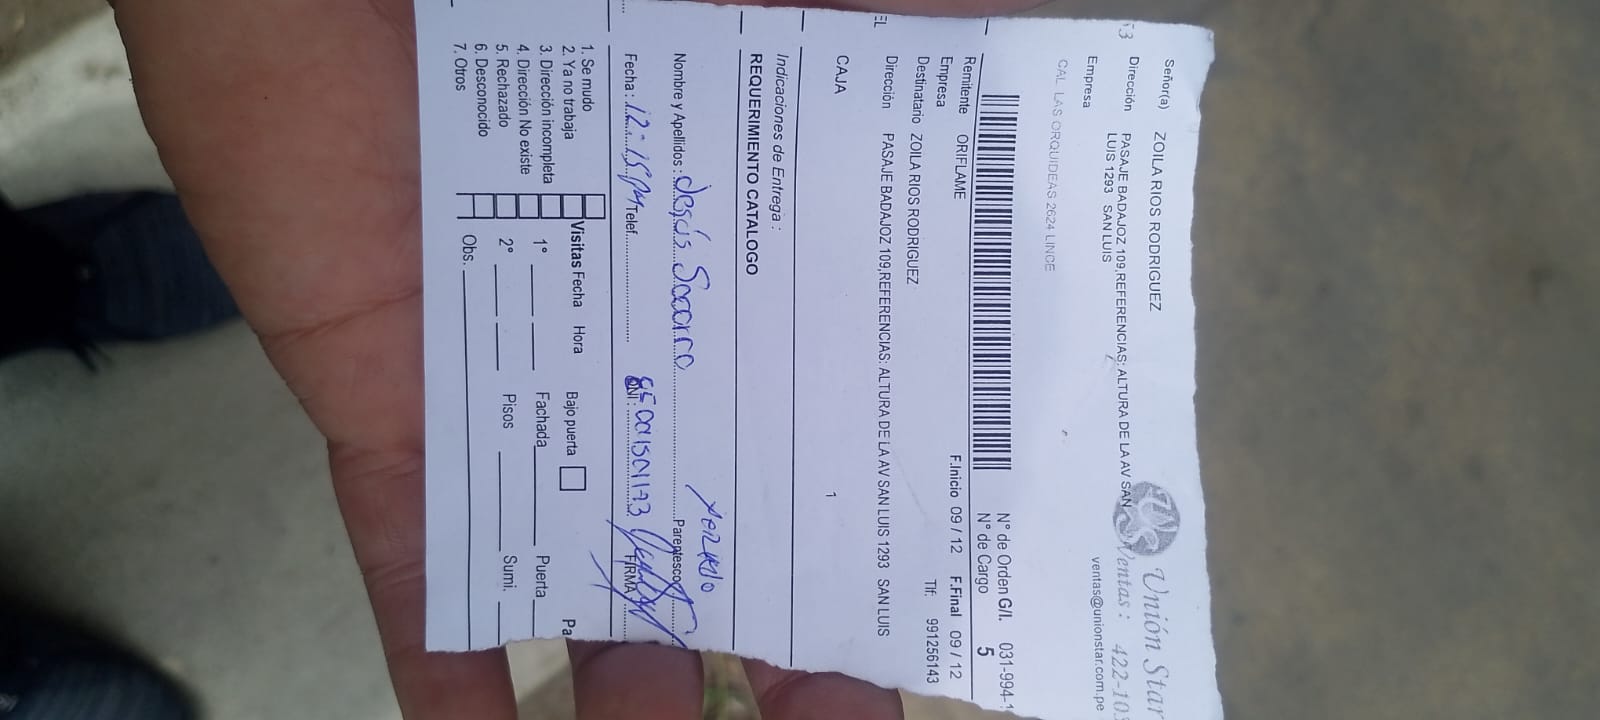 Unión Star
Ventas: 422-103
ventas@unionstar.com.pe
Señor(a) ZOILA RIOS RODRIGUEZ
53
Dirección PASAJE BADAJOZ 109,REFERENCIAS: ALTURA DE LA AV SAN
LUIS 1293 SAN LUIS
Empresa
CAL LAS ORQUIDEAS 2624 LINCE
N° de Orden G/I. 031-994-1
N° de Cargo 5
Remitente ORIFLAME
Empresa F.Inicio 09 / 12 F.Final 09 / 12
Destinatario ZOILA RIOS RODRIGUEZ Tlf: 991256143
Dirección PASAJE BADAJOZ 109,REFERENCIAS: ALTURA DE LA AV SAN LUIS 1293 SAN LUIS
EL
CAJA 1
Indicaciones de Entrega :
REQUERIMIENTO CATALOGO
Nombre y Apellidos : Jesús Socorro Parentesco
Fecha : 12-15 PM Telef. DNI: FIRMA
1. Se mudo
2. Ya no trabaja
3. Dirección incompleta
4. Dirección No existe
5. Rechazado
6. Desconocido
7. Otros
Visitas Fecha Hora Bajo puerta Pa
1° Fachada Puerta
2° Pisos Sumi.
Obs.